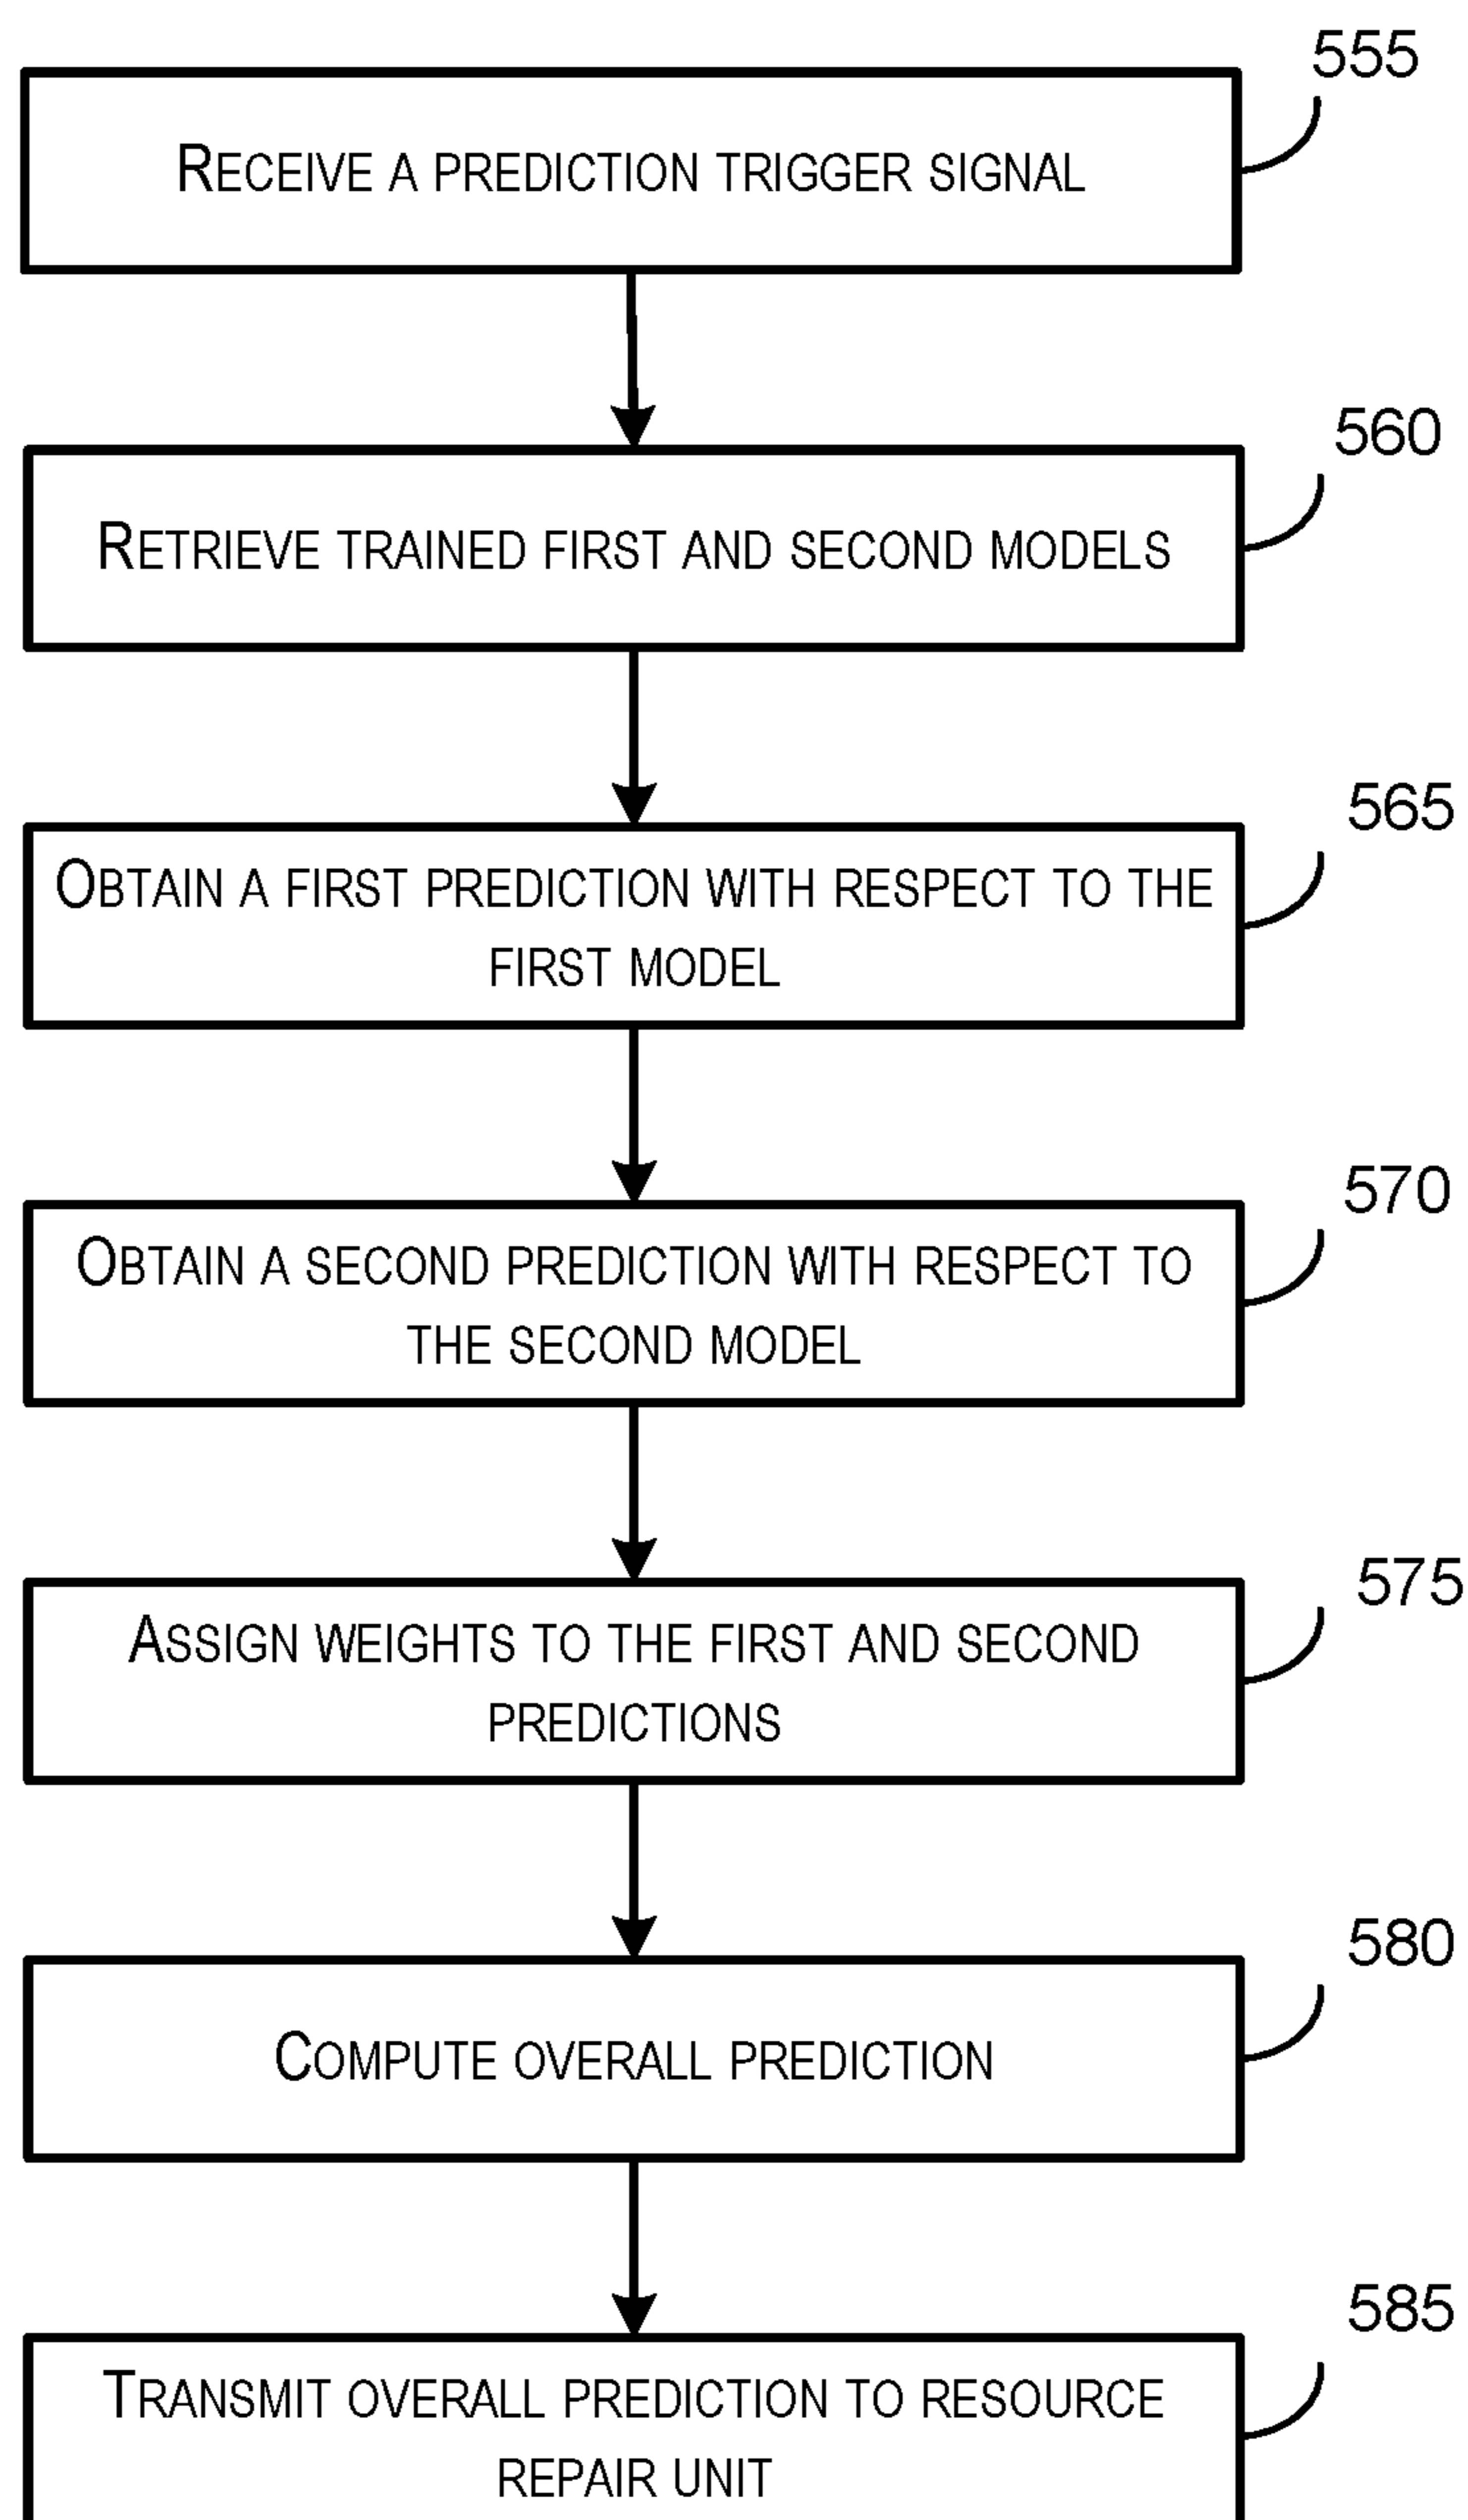 555
RECEIVE A PREDICTION TRIGGER SIGNAL
560
RETRIEVE TRAINED FIRST AND SECOND MODELS
565
OBTAIN A FIRST PREDICTION WITH RESPECT TO THE
FIRST MODEL
570
OBTAIN A SECOND PREDICTION WITH RESPECT TO
THE SECOND MODEL
575
ASSIGN WEIGHTS TO THE FIRST AND SECOND
PREDICTIONS
580
COMPUTE OVERALL PREDICTION
585
TRANSMIT OVERALL PREDICTION TO RESOURCE
REPAIR UNIT